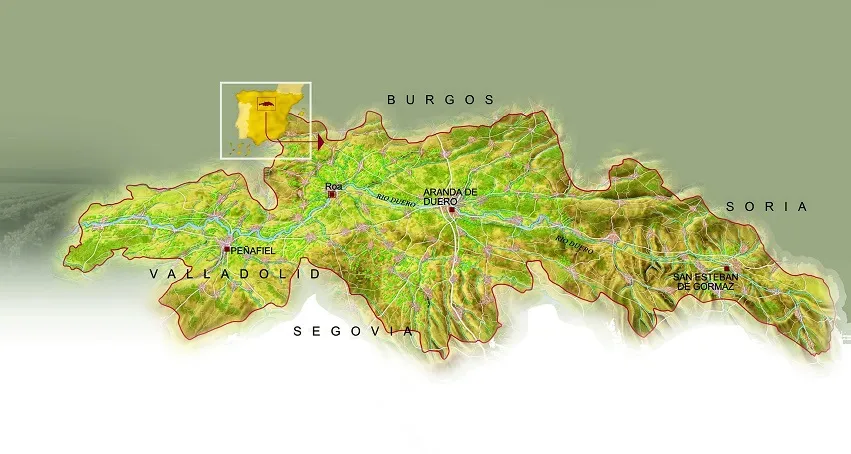 BURGOS
Roa
RIO DUERO
ARANDA DE
DUERO
SORIA
RIO DUERO
PEÑAFIEL
VALLADOLID
SAN ESTEBAN
DE GORMAZ
SEGOVIA